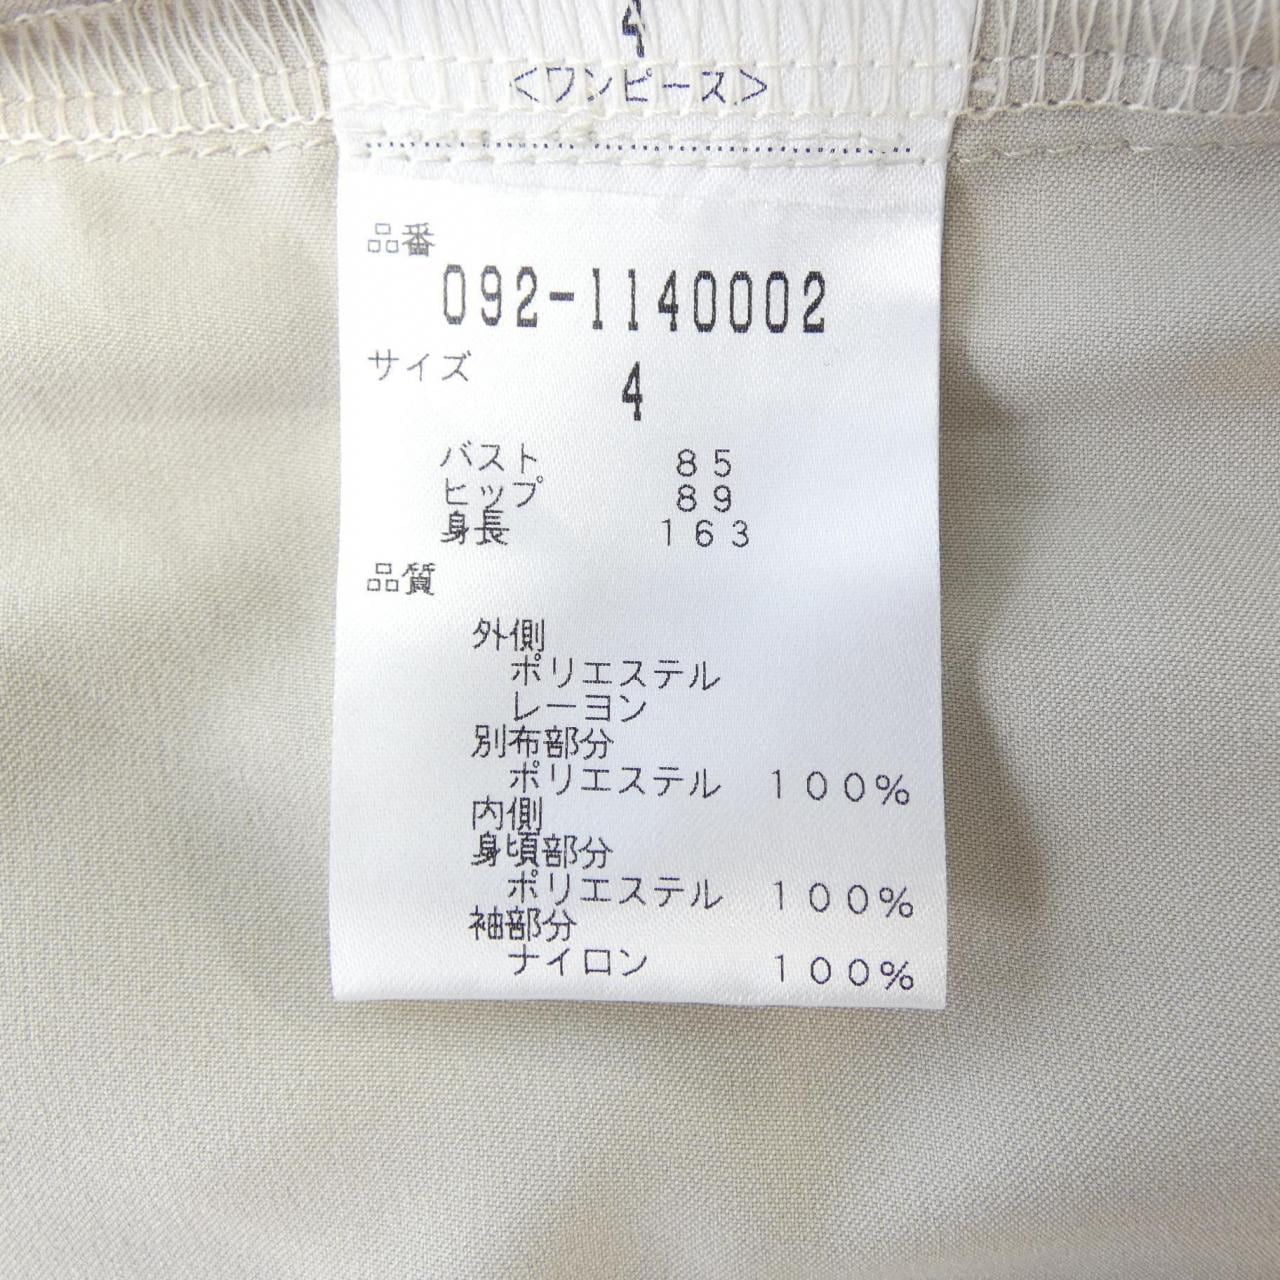 4
＜ワンピース＞
品番
092-1140002
サイズ
4
バスト 85
ヒップ 89
身長 163
品質
外側
ポリエステル
レーヨン
別布部分
ポリエステル 100%
内側
身頃部分
ポリエステル 100%
袖部分
ナイロン 100%